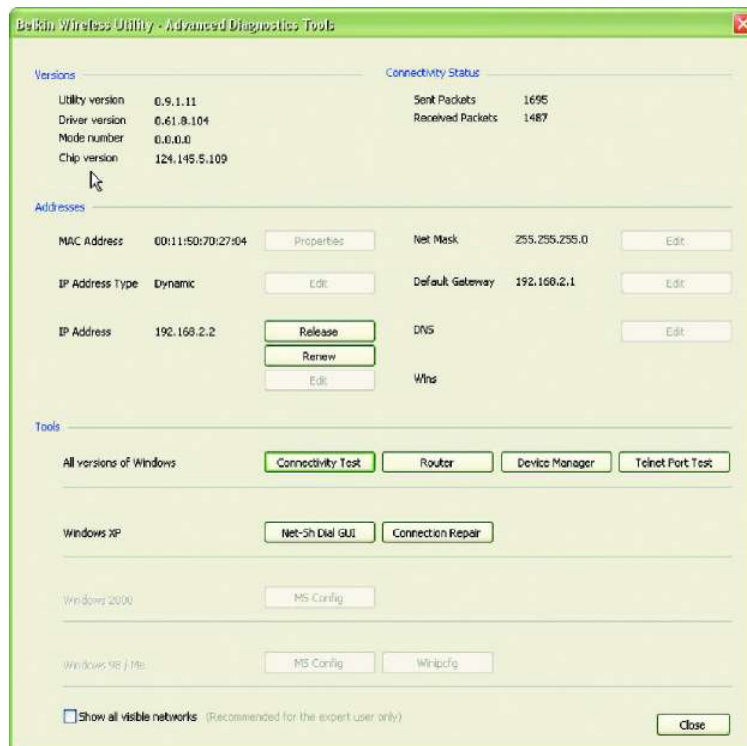 Belkin Wireless Utility - Advanced Diagnostics Tools
Versions
Utility version 0.9.1.11
Driver version 0.61.8.104
Mode number 0.0.0.0
Chip version 124.145.5.109
Connectivity Status
Sent Packets 1695
Received Packets 1487
Addresses
MAC Address 00:11:50:70:27:04 Properties
Net Mask 255.255.255.0 Edit
IP Address Type Dynamic Edit
Default Gateway 192.168.2.1 Edit
IP Address 192.168.2.2 Release
Renew
Edit
DNS Edit
Wins
Tools
All versions of Windows Connectivity Test Router Device Manager Telnet Port Test
Windows XP Net-Sh Dial GUI Connection Repair
Windows 2000 MS Config
Windows 98 / Me MS Config Winipcfg
Show all visible networks (Recommended for the expert user only)
Close